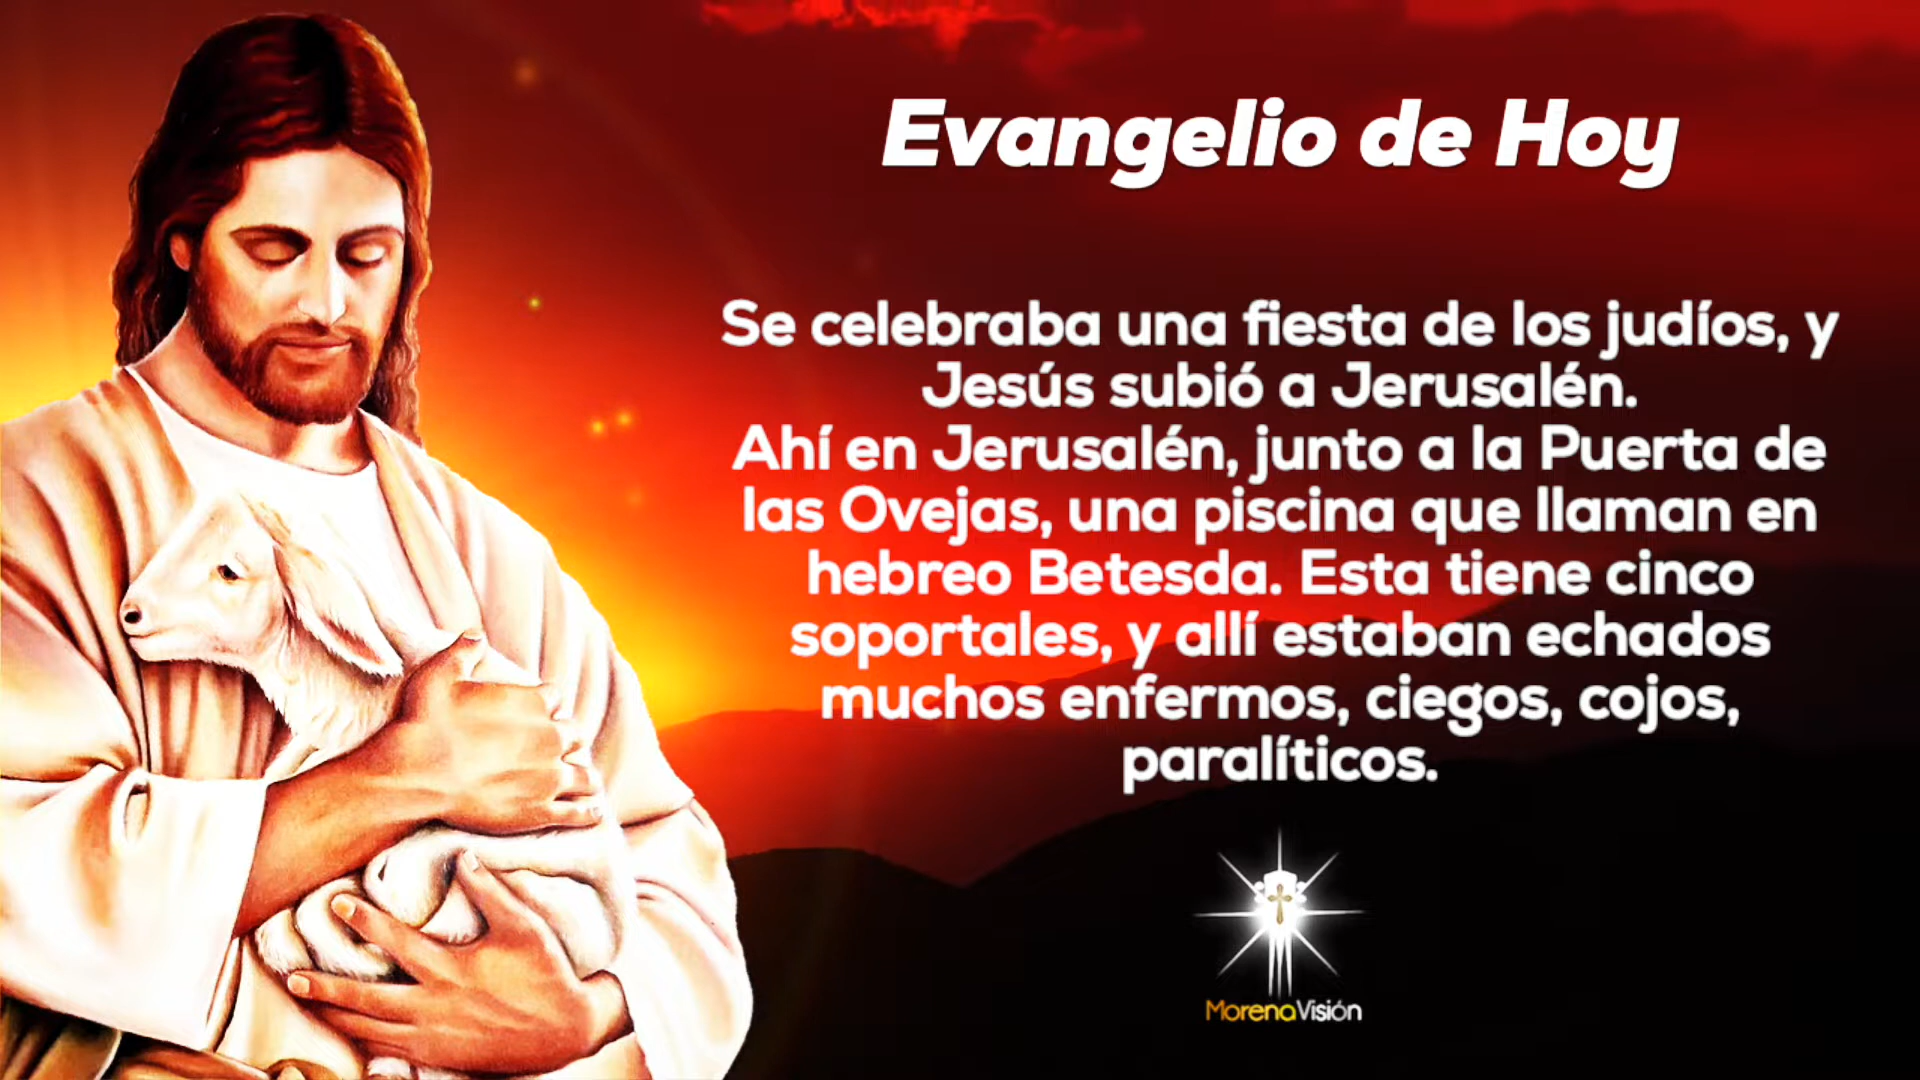 Evangelio de Hoy
Se celebraba una fiesta de los judíos, y
Jesús subió a Jerusalén.
Ahí en Jerusalén, junto a la Puerta de
las Ovejas, una piscina que llaman en
hebreo Betesda. Esta tiene cinco
soportales, y allí estaban echados
muchos enfermos, ciegos, cojos,
paralíticos.
MorenaVisión